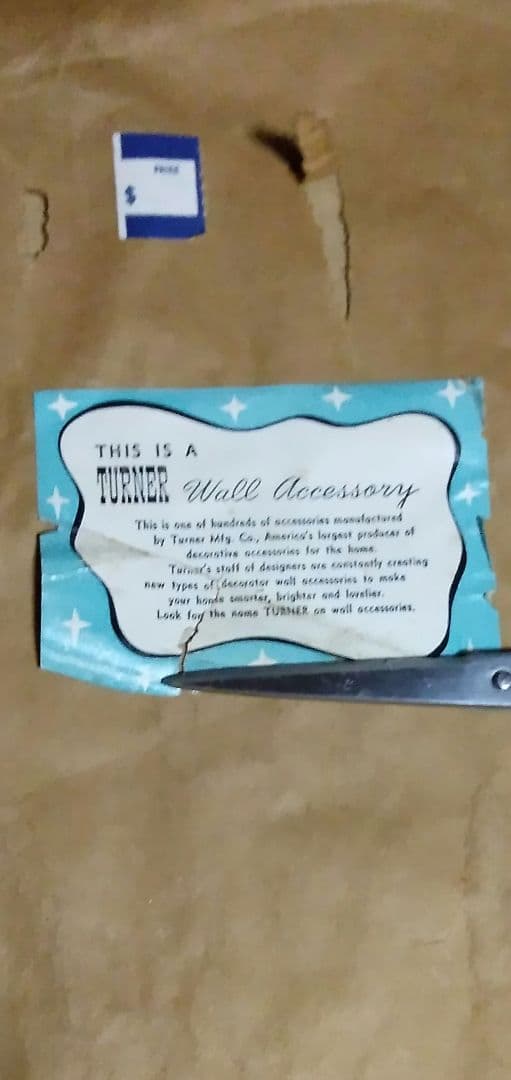 PRICE
$
THIS IS A
TURNER Wall Accessory
This is one of hundreds of accessories manufactured
by Turner Mfg. Co., America's largest producer of
decorative accessories for the home.
Turner's staff of designers are constantly creating
new types of decorator wall accessories to make
your home smarter, brighter and lovelier.
Look for the name TURNER on wall accessories.